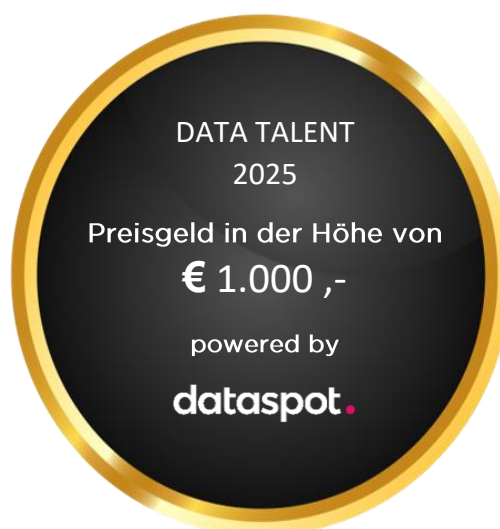 DATA TALENT
2025
Preisgeld in der Höhe von
€ 1.000 ,-
powered by
dataspot.